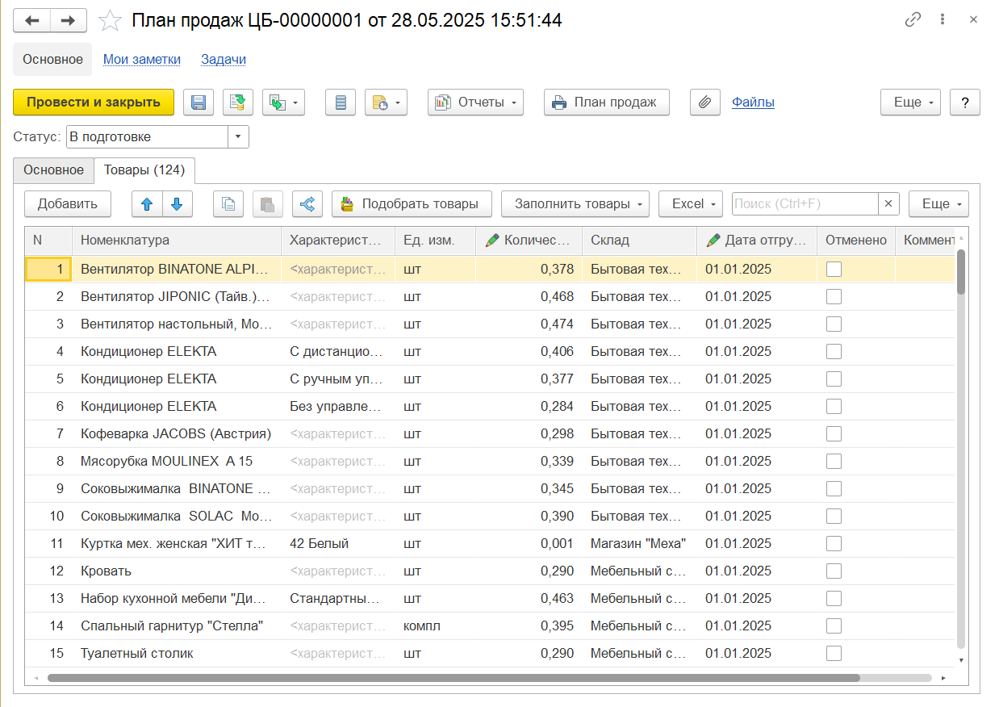 План продаж ЦБ-00000001 от 28.05.2025 15:51:44
Основное Мои заметки Задачи
Провести и закрыть Отчеты План продаж Файлы Еще ?
Статус: В подготовке
Основное Товары (124)
Добавить Подобрать товары Заполнить товары Excel Поиск (Ctrl+F) × Еще
N Номенклатура Характерист... Ед. изм. Количес... Склад Дата отгру... Отменено Коммент
1 Вентилятор BINATONE ALPI... <характерист... шт 0,378 Бытовая тех... 01.01.2025
2 Вентилятор JIPONIC (Тайв.)... <характерист... шт 0,468 Бытовая тех... 01.01.2025
3 Вентилятор настольный, Мо... <характерист... шт 0,474 Бытовая тех... 01.01.2025
4 Кондиционер ELEKTA С дистанцио... шт 0,406 Бытовая тех... 01.01.2025
5 Кондиционер ELEKTA С ручным уп... шт 0,377 Бытовая тех... 01.01.2025
6 Кондиционер ELEKTA Без управле... шт 0,284 Бытовая тех... 01.01.2025
7 Кофеварка JACOBS (Австрия) <характерист... шт 0,298 Бытовая тех... 01.01.2025
8 Мясорубка MOULINEX A 15 <характерист... шт 0,339 Бытовая тех... 01.01.2025
9 Соковыжималка BINATONE ... <характерист... шт 0,345 Бытовая тех... 01.01.2025
10 Соковыжималка SOLAC Мо... <характерист... шт 0,390 Бытовая тех... 01.01.2025
11 Куртка мех. женская "ХИТ т... 42 Белый шт 0,001 Магазин "Меха" 01.01.2025
12 Кровать <характерист... шт 0,290 Мебельный с... 01.01.2025
13 Набор кухонной мебели "Ди... Стандартны... шт 0,463 Мебельный с... 01.01.2025
14 Спальный гарнитур "Стелла" <характерист... компл 0,395 Мебельный с... 01.01.2025
15 Туалетный столик <характерист... шт 0,290 Мебельный с... 01.01.2025